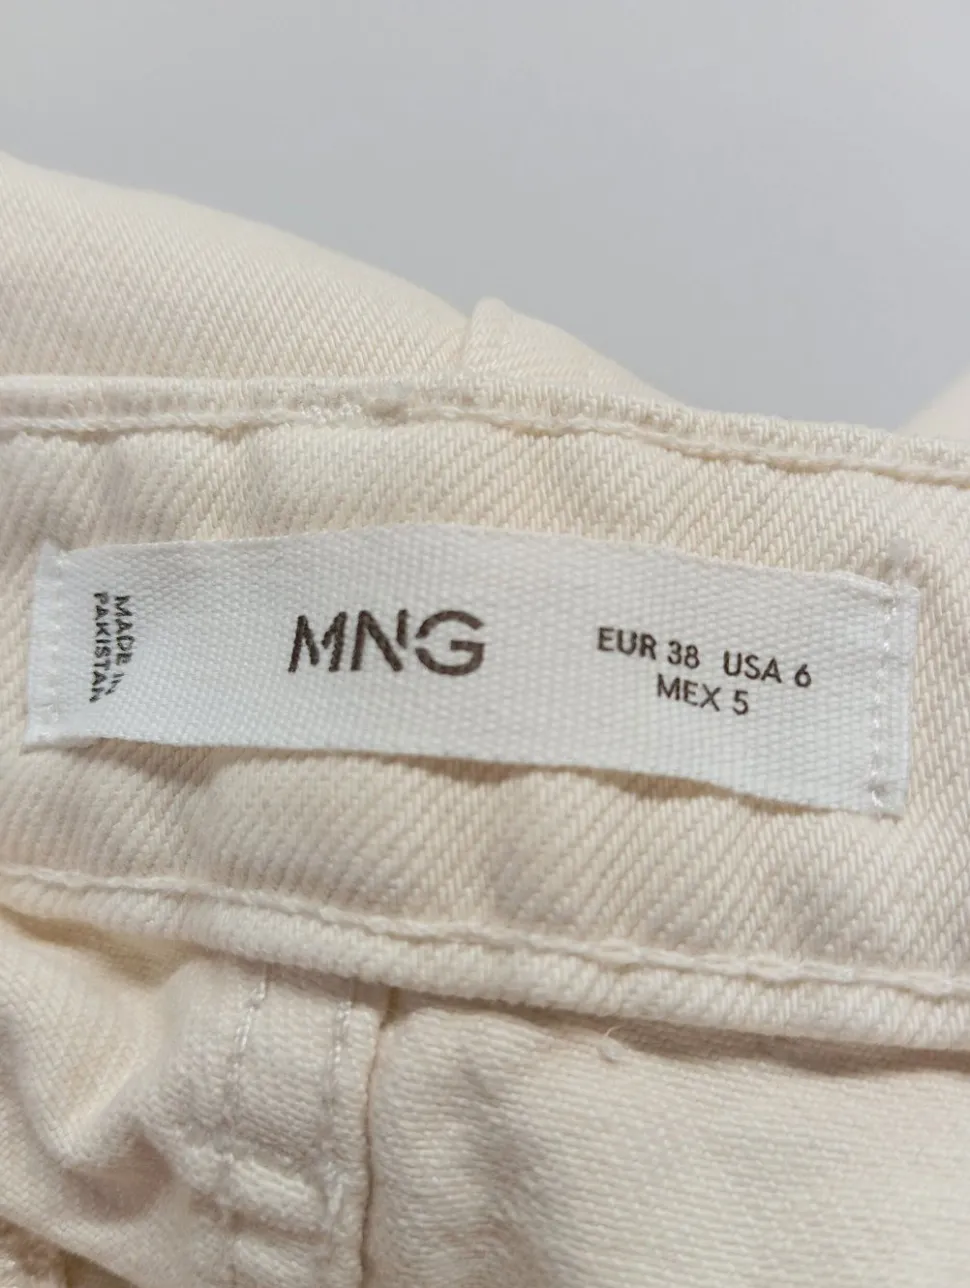 MADE IN
PAKISTAN
MNG
EUR 38 USA 6
MEX 5